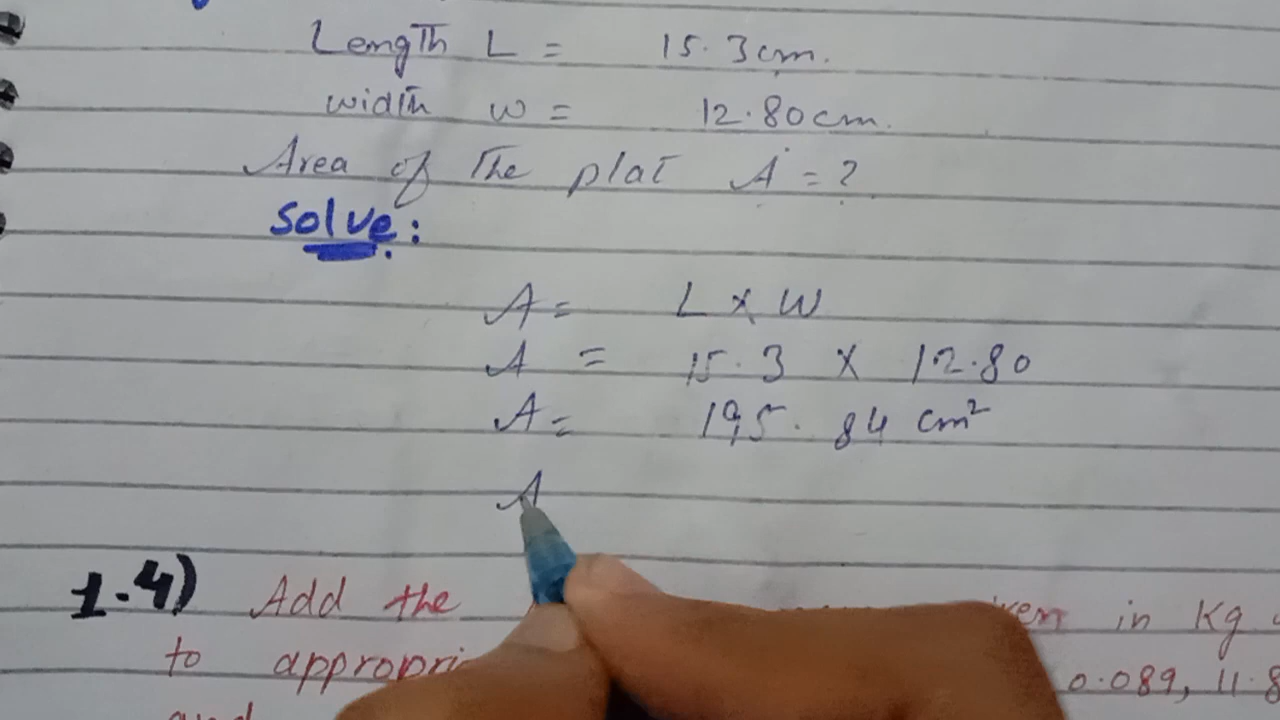 Length L = 15.3cm.
width w = 12.80cm.
Area of The plat A = ?
Solve:
A = L x W
A = 15.3 x 12.80
A = 195.84 cm²
A
1.4) Add the in Kg
to 0.089, 11.8
and